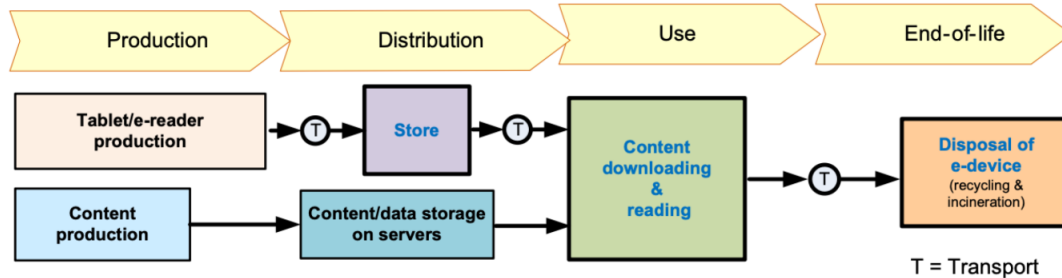 Production
Distribution
Use
End-of-life
Tablet/e-reader
production
T
Store
T
Content
downloading
&
reading
T
Disposal of
e-device
(recycling &
incineration)
Content
production
Content/data storage
on servers
T = Transport